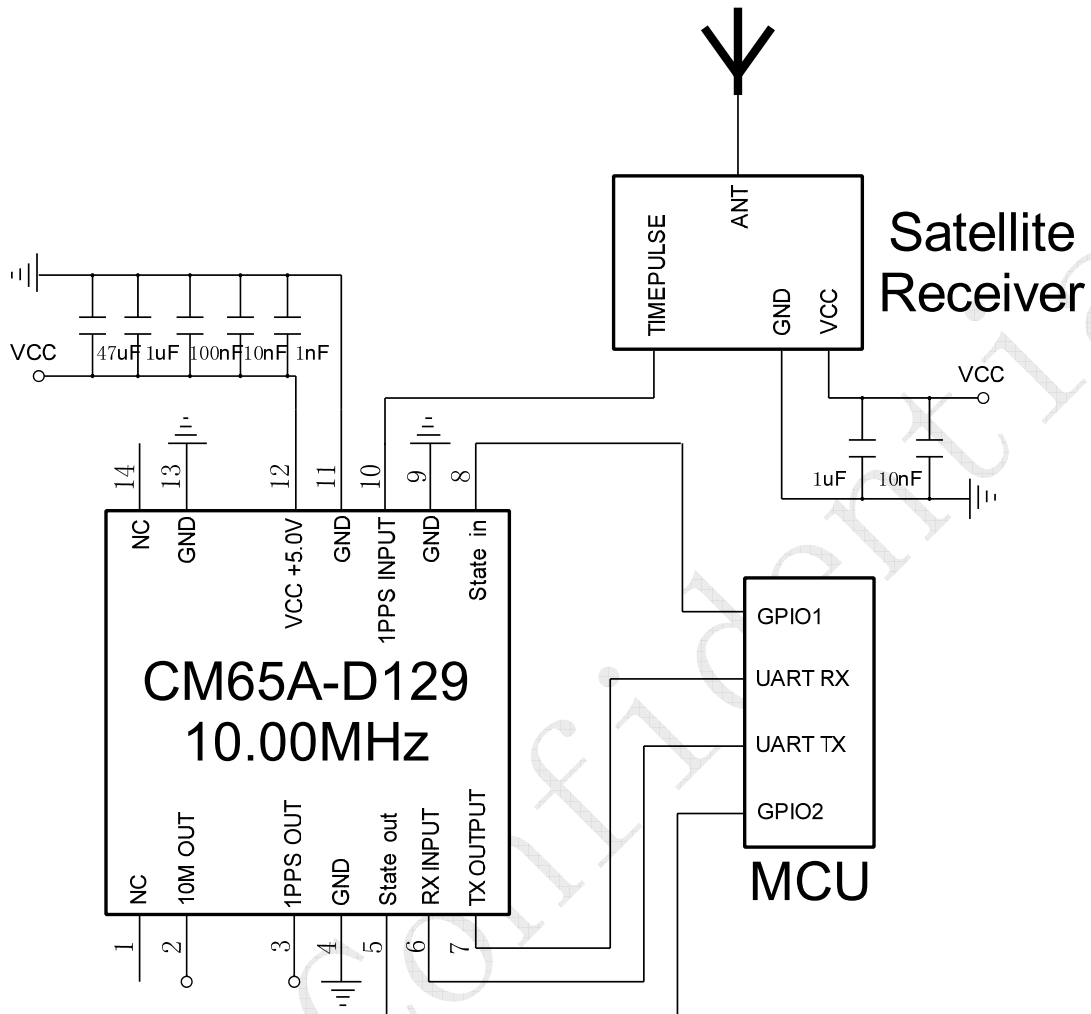 ANT
TIMEPULSE
GND
VCC
Satellite
Receiver
VCC
47uF 1uF 100nF 10nF 1nF
VCC
1uF 10nF
14 13 12 11 10 9 8
NC
GND
VCC +5.0V
GND
1PPS INPUT
GND
State in
CM65A-D129
10.00MHz
NC
10M OUT
1PPS OUT
GND
State out
RX INPUT
TX OUTPUT
1 2 3 4 5 6 7
GPIO1
UART RX
UART TX
GPIO2
MCU
Confidentia